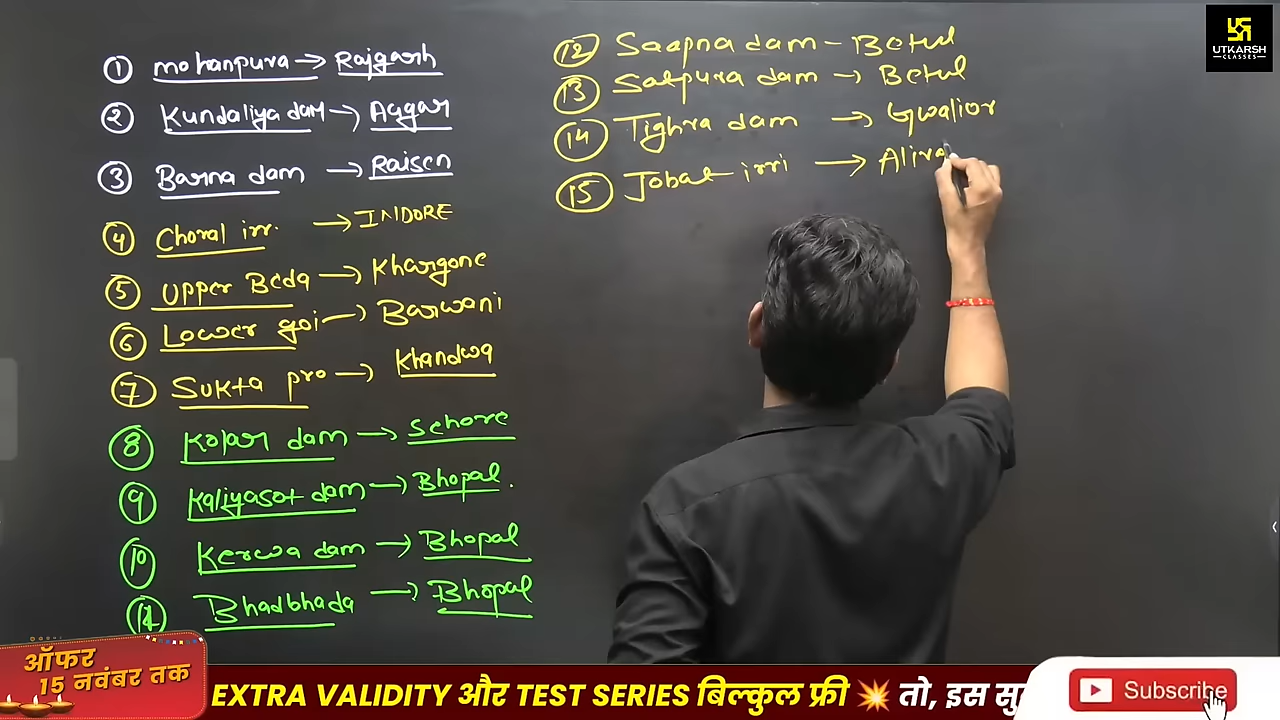 ① mohanpura → Rajgarh
② Kundaliya dam → Aggar
③ Barna dam → Raisen
④ Choral irr. → INDORE
⑤ Upper Beda → Khargone
⑥ Lower goi → Barwani
⑦ Sukta pro → Khandwa
⑧ Kolar dam → Sehore
⑨ Kaliyasot dam → Bhopal.
⑩ Kerwa dam → Bhopal
⑪ Bhadbhada → Bhopal
⑫ Saapna dam - Betul
⑬ Satpura dam → Betul
⑭ Tighra dam → Gwalior
⑮ Jobat irri → Alira
UTKARSH
CLASSES
ऑफर
15 नवंबर तक
EXTRA VALIDITY और TEST SERIES बिल्कुल फ्री 💥 तो, इस सु
Subscribe